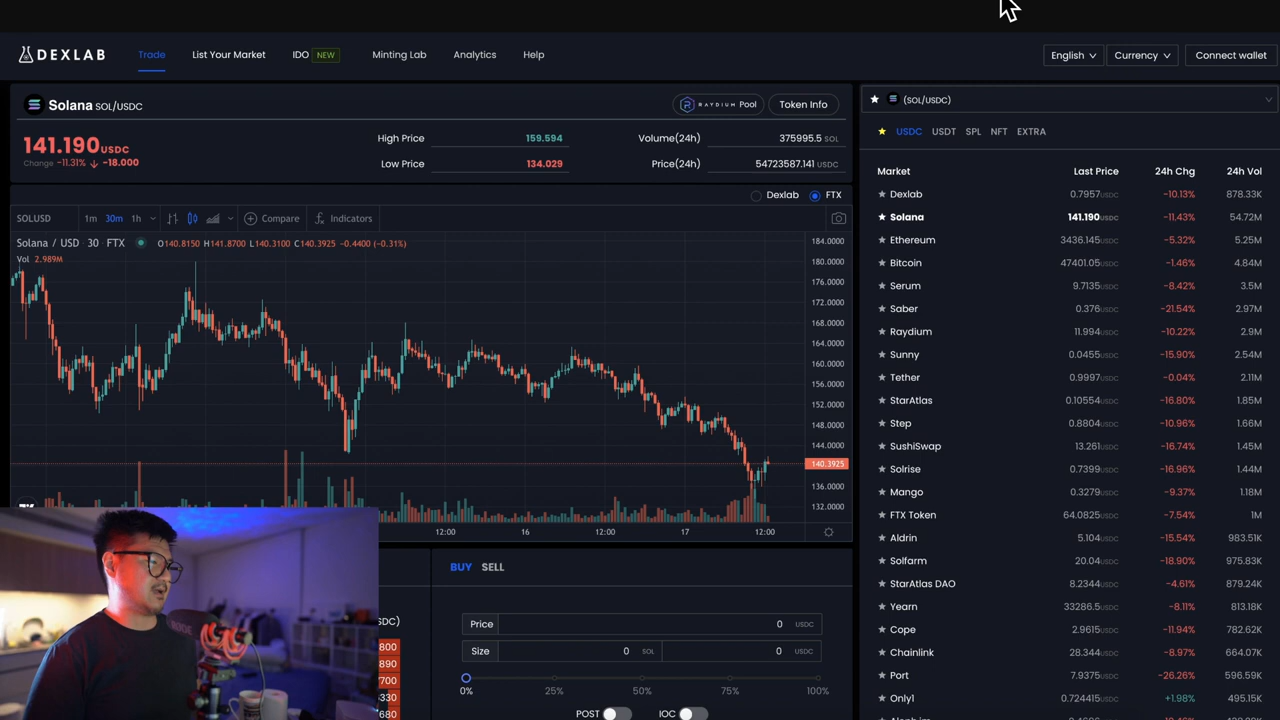 DEXLAB Trade List Your Market IDO NEW Minting Lab Analytics Help English Currency Connect wallet
Solana SOL/USDC RAYDIUM Pool Token Info
141.190 USDC
Change -11.31% ↓ -18.000
High Price 159.594 Volume(24h) 375995.5 SOL
Low Price 134.029 Price(24h) 54723587.141 USDC
Dexlab FTX
SOLUSD 1m 30m 1h Compare Indicators
Solana / USD · 30 · FTX O140.8150 H141.8700 L140.3100 C140.3925 -0.4400 (-0.31%)
Vol 2.989M
184.0000
180.0000
176.0000
172.0000
168.0000
164.0000
160.0000
156.0000
152.0000
148.0000
144.0000
140.3925
136.0000
132.0000
12:00 16 12:00 17 12:00
(SOL/USDC)
USDC USDT SPL NFT EXTRA
Market Last Price 24h Chg 24h Vol
Dexlab 0.7957USDC -10.13% 878.33K
Solana 141.190USDC -11.43% 54.72M
Ethereum 3436.145USDC -5.32% 5.25M
Bitcoin 47401.05USDC -1.46% 4.84M
Serum 9.7135USDC -8.42% 3.5M
Saber 0.376USDC -21.54% 2.97M
Raydium 11.994USDC -10.22% 2.9M
Sunny 0.0455USDC -15.90% 2.54M
Tether 0.9997USDC -0.04% 2.11M
StarAtlas 0.10554USDC -16.80% 1.85M
Step 0.8804USDC -10.96% 1.66M
SushiSwap 13.261USDC -16.74% 1.45M
Solrise 0.7399USDC -16.96% 1.44M
Mango 0.3279USDC -9.37% 1.18M
FTX Token 64.0825USDC -7.54% 1M
Aldrin 5.104USDC -15.54% 983.51K
Solfarm 20.04USDC -18.90% 975.83K
StarAtlas DAO 8.2344USDC -4.61% 879.24K
Yearn 33286.5USDC -8.11% 813.18K
Cope 2.9615USDC -11.94% 782.62K
Chainlink 28.344USDC -8.97% 664.07K
Port 7.9375USDC -26.26% 596.59K
Only1 0.724415USDC +1.98% 495.15K
BUY SELL
Price 0 USDC
Size 0 SOL 0 USDC
0% 25% 50% 75% 100%
POST IOC
DC)
800
890
700
330
680